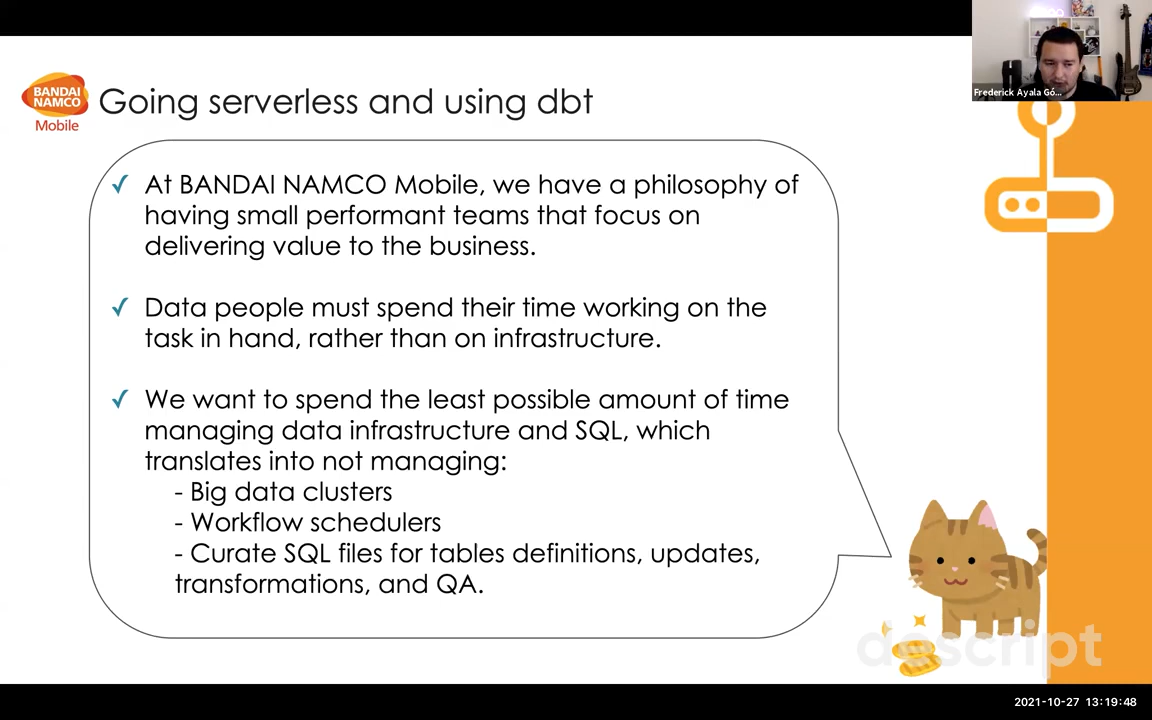 Frederick Ayala Gó...
BANDAI
NAMCO
Mobile
Going serverless and using dbt
✓ At BANDAI NAMCO Mobile, we have a philosophy of
having small performant teams that focus on
delivering value to the business.
✓ Data people must spend their time working on the
task in hand, rather than on infrastructure.
✓ We want to spend the least possible amount of time
managing data infrastructure and SQL, which
translates into not managing:
- Big data clusters
- Workflow schedulers
- Curate SQL files for tables definitions, updates,
transformations, and QA.
descript
2021-10-27 13:19:48